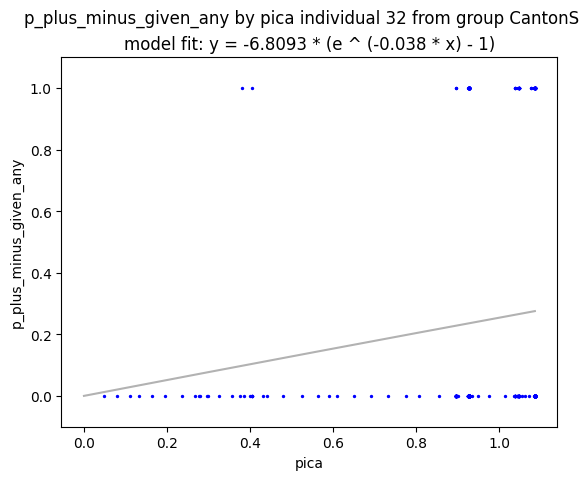 p_plus_minus_given_any by pica individual 32 from group CantonS
model fit: y = -6.8093 * (e ^ (-0.038 * x) - 1)
1.0
0.8
0.6
0.4
0.2
0.0
p_plus_minus_given_any
0.0 0.2 0.4 0.6 0.8 1.0
pica